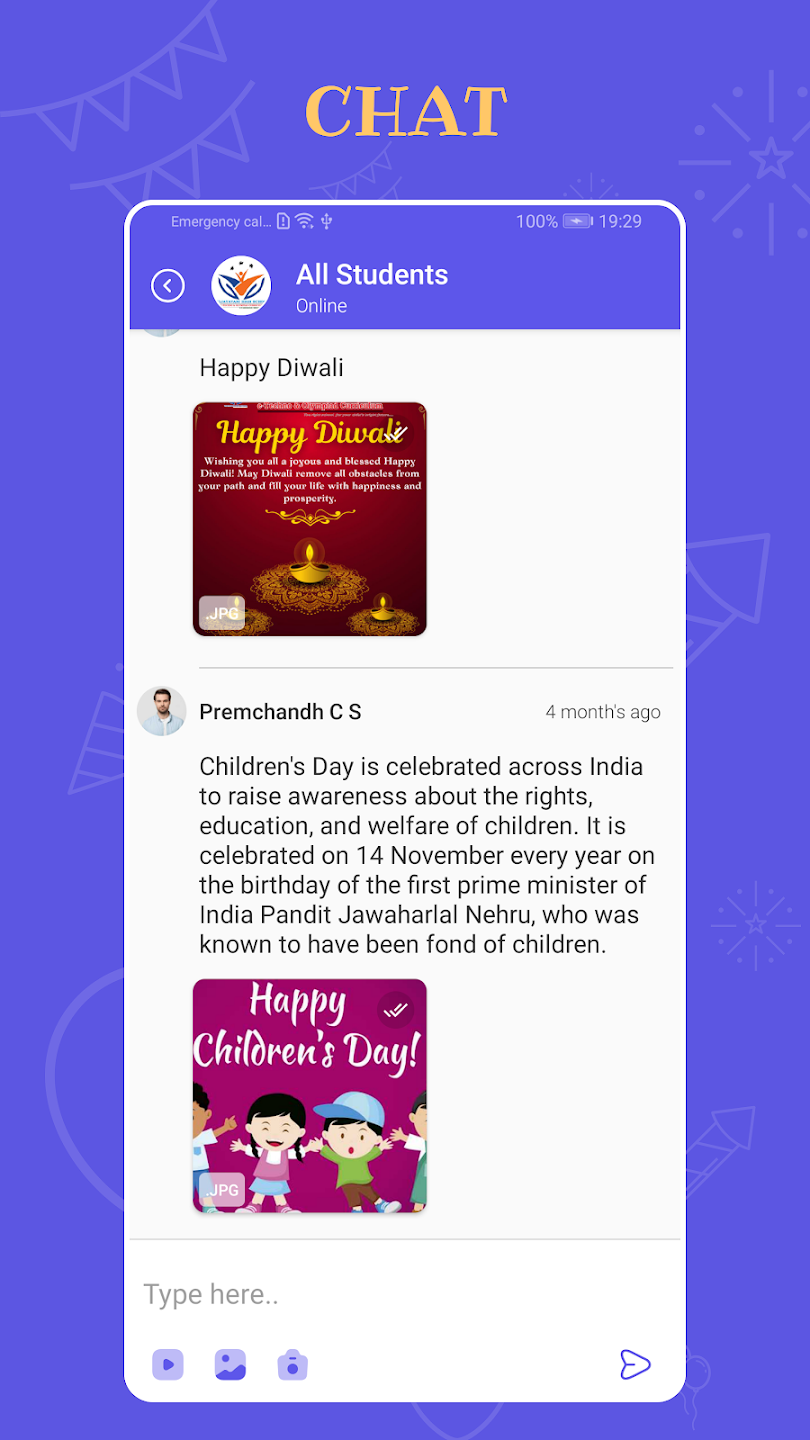 CHAT
Emergency cal...
100%
19:29
All Students
Online
Happy Diwali
e-Techno & Olympiad Curriculum
Happy Diwali
Wishing you all a joyous and blessed Happy
Diwali! May Diwali remove all obstacles from
your path and fill your life with happiness and
prosperity.
.JPG
Premchandh C S
4 month's ago
Children's Day is celebrated across India
to raise awareness about the rights,
education, and welfare of children. It is
celebrated on 14 November every year on
the birthday of the first prime minister of
India Pandit Jawaharlal Nehru, who was
known to have been fond of children.
Happy
Children's Day!
.JPG
Type here..